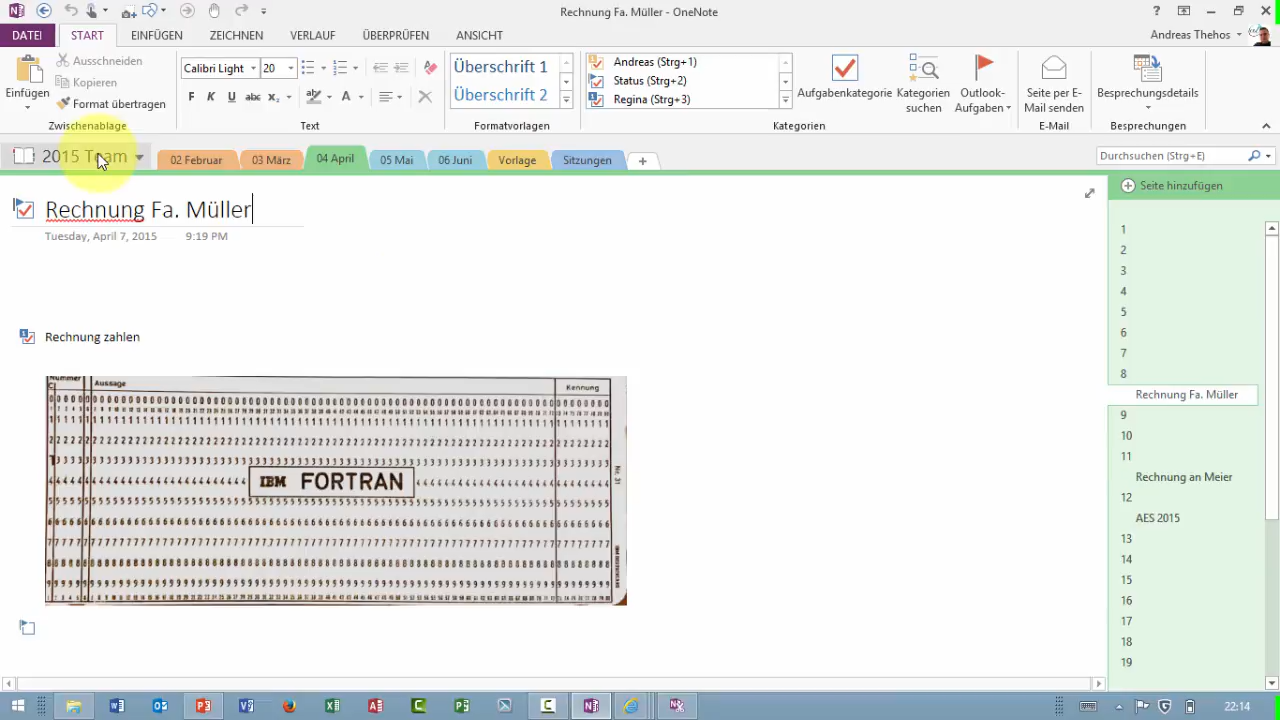 Rechnung Fa. Müller - OneNote
DATEI START EINFÜGEN ZEICHNEN VERLAUF ÜBERPRÜFEN ANSICHT
Andreas Thehos
Einfügen
Ausschneiden
Kopieren
Format übertragen
Zwischenablage
Calibri Light 20
F K U abc x₂
Text
Überschrift 1
Überschrift 2
Formatvorlagen
Andreas (Strg+1)
Status (Strg+2)
Regina (Strg+3)
Aufgabenkategorie
Kategorien suchen
Outlook-Aufgaben
Kategorien
Seite per E-Mail senden
E-Mail
Besprechungsdetails
Besprechungen
2015 Team
02 Februar 03 März 04 April 05 Mai 06 Juni Vorlage Sitzungen
Durchsuchen (Strg+E)
Rechnung Fa. Müller
Tuesday, April 7, 2015 9:19 PM
Rechnung zahlen
Nummer Aussage Kennung
IBM FORTRAN
Seite hinzufügen
1
2
3
4
5
6
7
8
Rechnung Fa. Müller
9
10
11
Rechnung an Meier
12
AES 2015
13
14
15
16
17
18
19
22:14